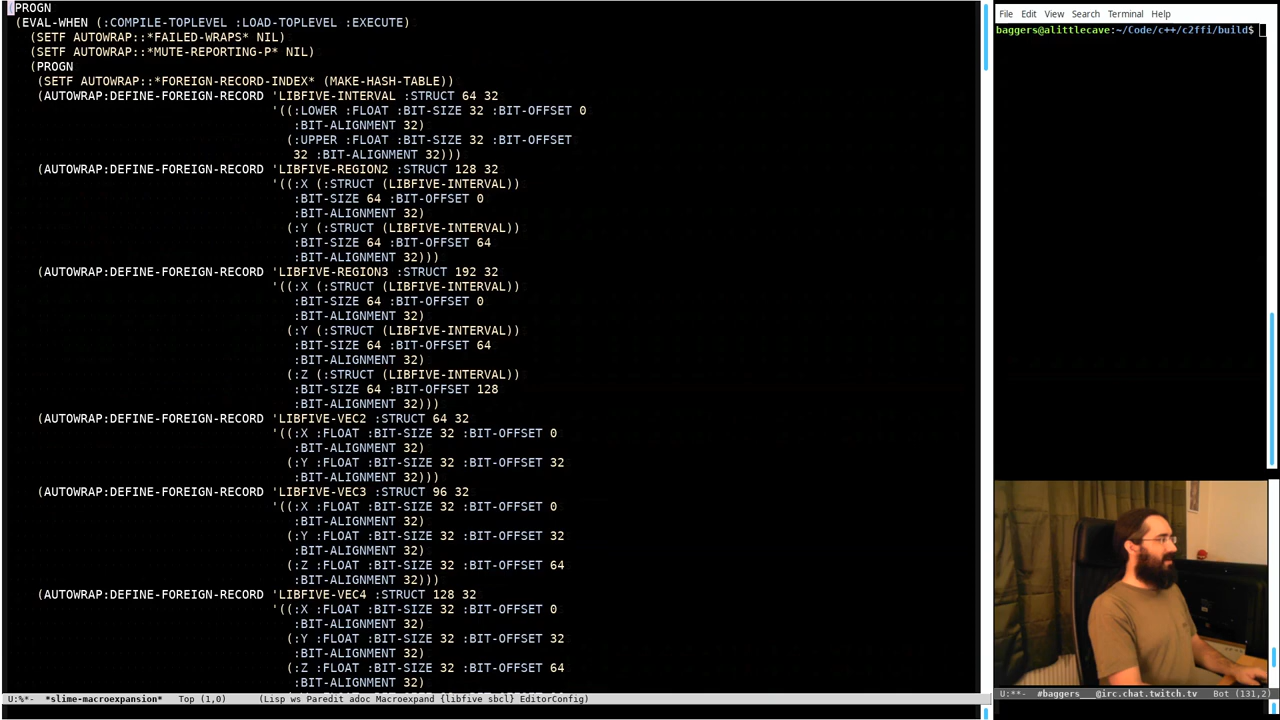 (PROGN
(EVAL-WHEN (:COMPILE-TOPLEVEL :LOAD-TOPLEVEL :EXECUTE)
(SETF AUTOWRAP::*FAILED-WRAPS* NIL)
(SETF AUTOWRAP::*MUTE-REPORTING-P* NIL)
(PROGN
(SETF AUTOWRAP::*FOREIGN-RECORD-INDEX* (MAKE-HASH-TABLE))
(AUTOWRAP:DEFINE-FOREIGN-RECORD 'LIBFIVE-INTERVAL :STRUCT 64 32
'((:LOWER :FLOAT :BIT-SIZE 32 :BIT-OFFSET 0
:BIT-ALIGNMENT 32)
(:UPPER :FLOAT :BIT-SIZE 32 :BIT-OFFSET
32 :BIT-ALIGNMENT 32)))
(AUTOWRAP:DEFINE-FOREIGN-RECORD 'LIBFIVE-REGION2 :STRUCT 128 32
'((:X (:STRUCT (LIBFIVE-INTERVAL))
:BIT-SIZE 64 :BIT-OFFSET 0
:BIT-ALIGNMENT 32)
(:Y (:STRUCT (LIBFIVE-INTERVAL))
:BIT-SIZE 64 :BIT-OFFSET 64
:BIT-ALIGNMENT 32)))
(AUTOWRAP:DEFINE-FOREIGN-RECORD 'LIBFIVE-REGION3 :STRUCT 192 32
'((:X (:STRUCT (LIBFIVE-INTERVAL))
:BIT-SIZE 64 :BIT-OFFSET 0
:BIT-ALIGNMENT 32)
(:Y (:STRUCT (LIBFIVE-INTERVAL))
:BIT-SIZE 64 :BIT-OFFSET 64
:BIT-ALIGNMENT 32)
(:Z (:STRUCT (LIBFIVE-INTERVAL))
:BIT-SIZE 64 :BIT-OFFSET 128
:BIT-ALIGNMENT 32)))
(AUTOWRAP:DEFINE-FOREIGN-RECORD 'LIBFIVE-VEC2 :STRUCT 64 32
'((:X :FLOAT :BIT-SIZE 32 :BIT-OFFSET 0
:BIT-ALIGNMENT 32)
(:Y :FLOAT :BIT-SIZE 32 :BIT-OFFSET 32
:BIT-ALIGNMENT 32)))
(AUTOWRAP:DEFINE-FOREIGN-RECORD 'LIBFIVE-VEC3 :STRUCT 96 32
'((:X :FLOAT :BIT-SIZE 32 :BIT-OFFSET 0
:BIT-ALIGNMENT 32)
(:Y :FLOAT :BIT-SIZE 32 :BIT-OFFSET 32
:BIT-ALIGNMENT 32)
(:Z :FLOAT :BIT-SIZE 32 :BIT-OFFSET 64
:BIT-ALIGNMENT 32)))
(AUTOWRAP:DEFINE-FOREIGN-RECORD 'LIBFIVE-VEC4 :STRUCT 128 32
'((:X :FLOAT :BIT-SIZE 32 :BIT-OFFSET 0
:BIT-ALIGNMENT 32)
(:Y :FLOAT :BIT-SIZE 32 :BIT-OFFSET 32
:BIT-ALIGNMENT 32)
(:Z :FLOAT :BIT-SIZE 32 :BIT-OFFSET 64
:BIT-ALIGNMENT 32)
U:%*- *slime-macroexpansion* Top (1,0) (Lisp ws Paredit adoc Macroexpand {libfive sbcl} EditorConfig)
File Edit View Search Terminal Help
baggers@alittlecave:~/Code/c++/c2ffi/build$
U:**- #baggers___@irc.chat.twitch.tv Bot (131,2)